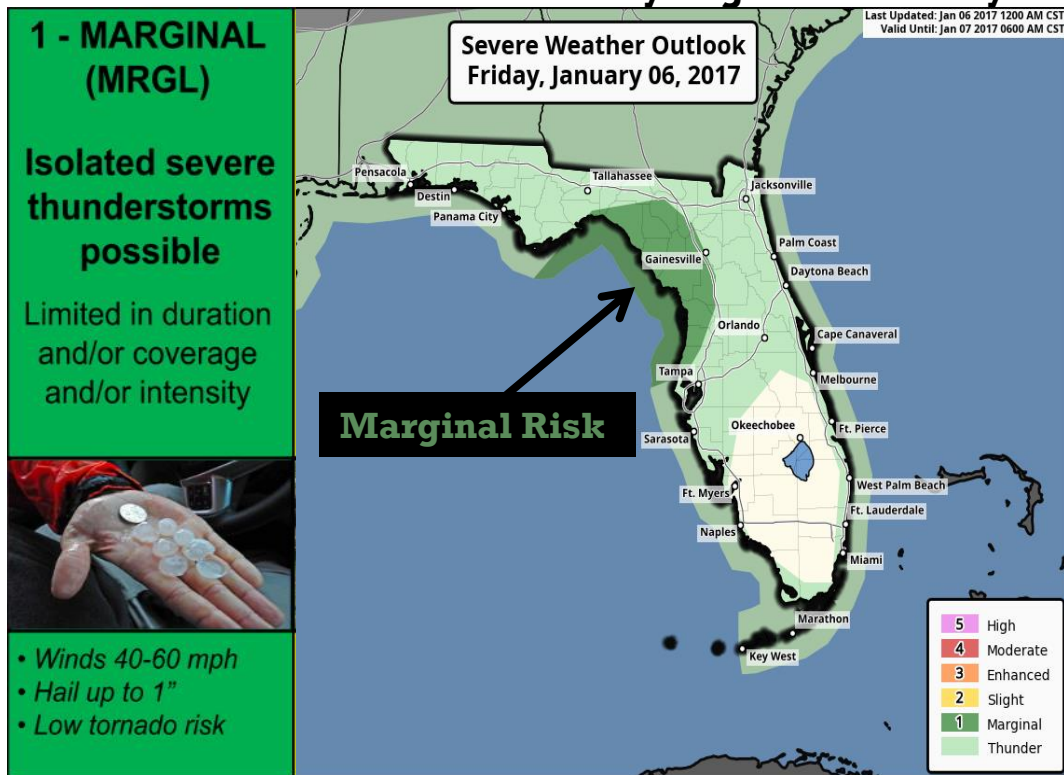 1 - MARGINAL
(MRGL)
Isolated severe
thunderstorms
possible
Limited in duration
and/or coverage
and/or intensity
• Winds 40-60 mph
• Hail up to 1”
• Low tornado risk
Last Updated: Jan 06 2017 1200 AM CST
Valid Until: Jan 07 2017 0600 AM CST
Severe Weather Outlook
Friday, January 06, 2017
Pensacola
Destin
Panama City
Tallahassee
Jacksonville
Gainesville
Palm Coast
Daytona Beach
Orlando
Cape Canaveral
Tampa
Melbourne
Marginal Risk
Okeechobee
Ft. Pierce
Sarasota
Ft. Myers
West Palm Beach
Ft. Lauderdale
Naples
Miami
Marathon
Key West
5 High
4 Moderate
3 Enhanced
2 Slight
1 Marginal
Thunder